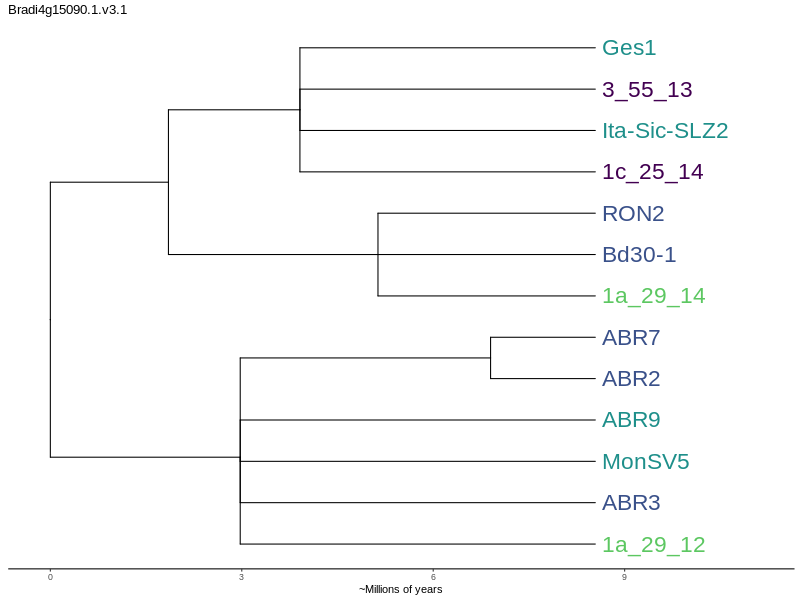 Bradi4g15090.1.v3.1
Ges1
3_55_13
Ita-Sic-SLZ2
1c_25_14
RON2
Bd30-1
1a_29_14
ABR7
ABR2
ABR9
MonSV5
ABR3
1a_29_12
0 3 6 9
~Millions of years